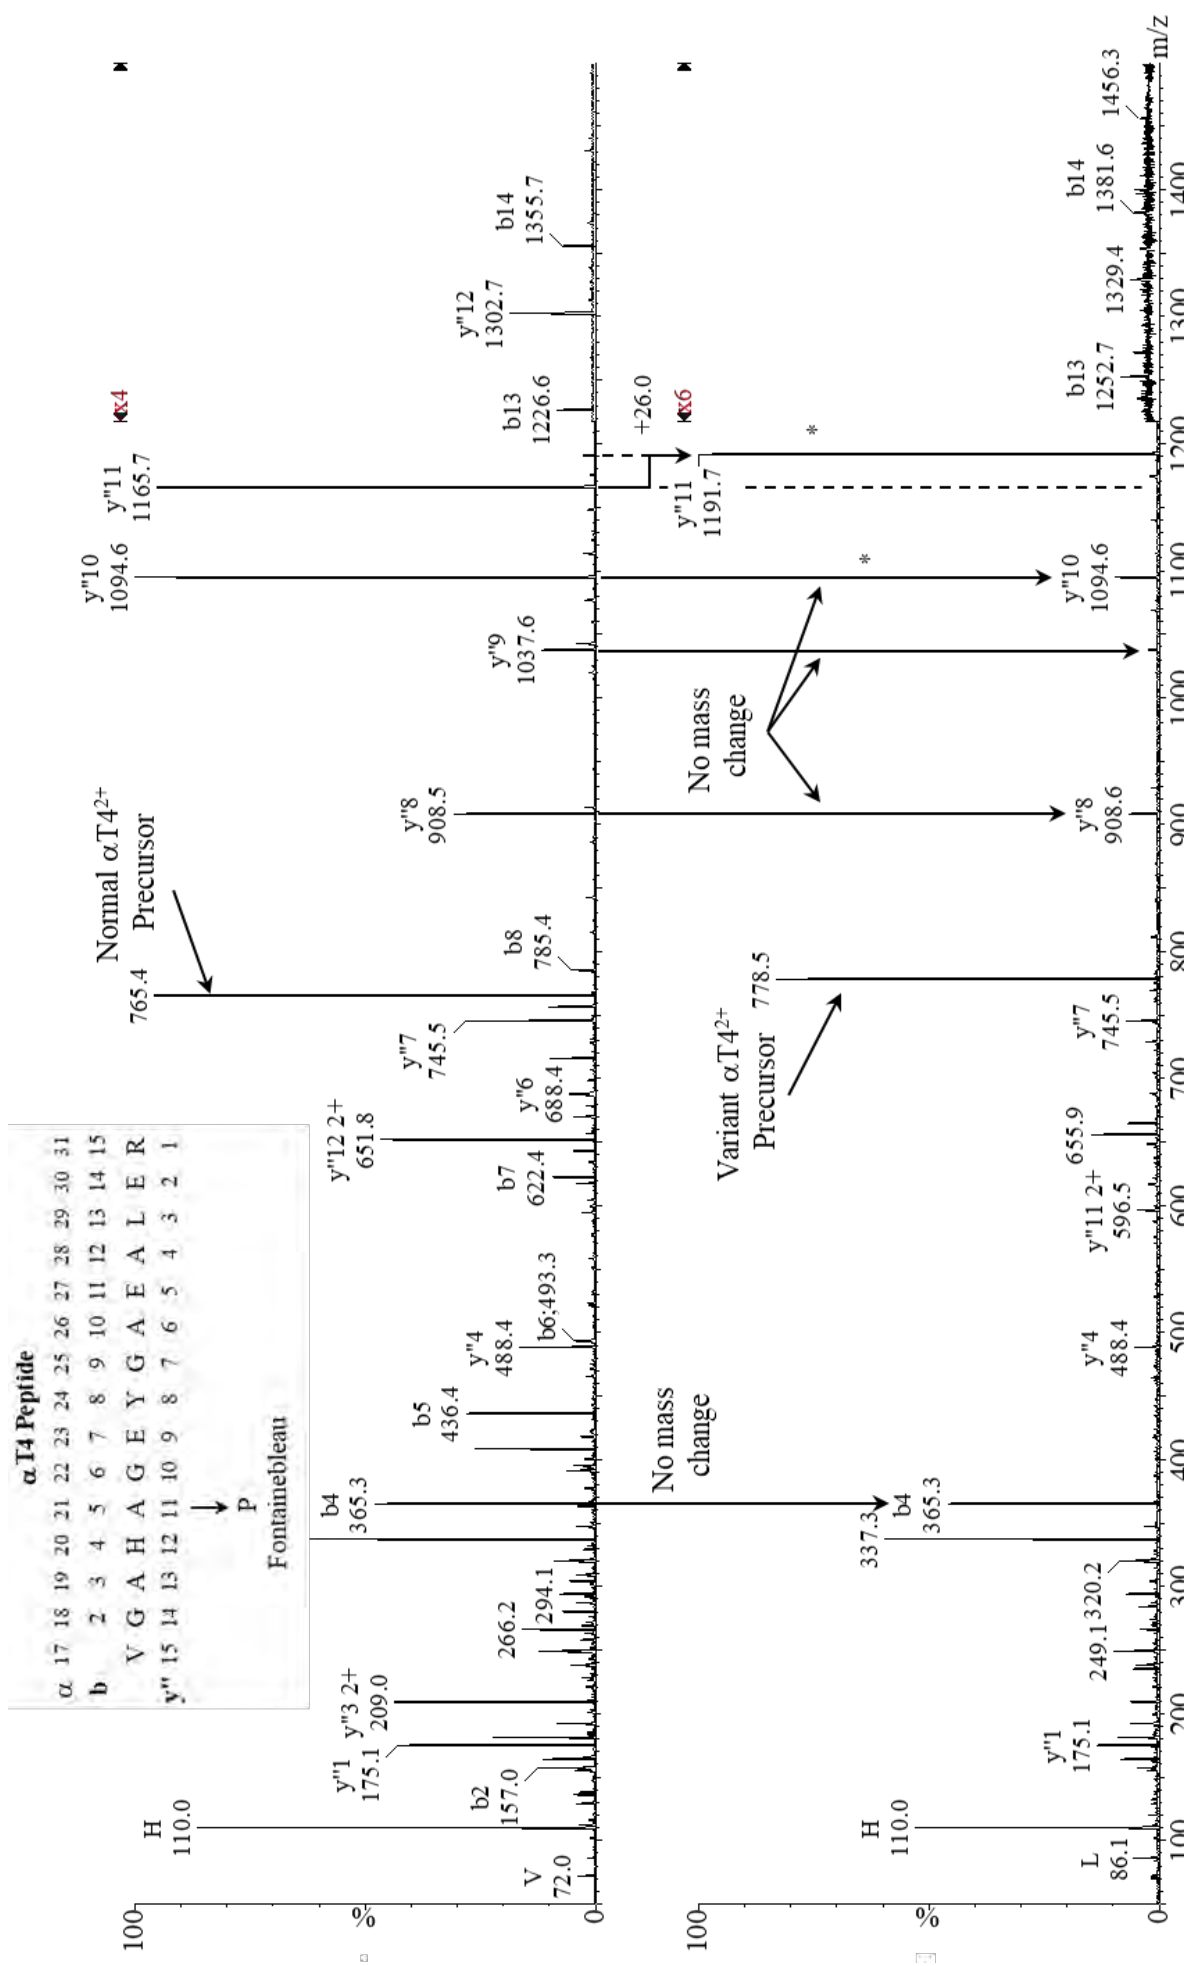 αT4 Peptide
α 17 18 19 20 21 22 23 24 25 26 27 28 29 30 31
b 2 3 4 5 6 7 8 9 10 11 12 13 14 15
V G A H A G E Y G A E A L E R
y" 15 14 13 12 11 10 9 8 7 6 5 4 3 2 1
P
Fontainebleau
100
%
0
V
72.0
H
110.0
b2
157.0
y"1
175.1
y"3 2+
209.0
266.2
294.1
b4
365.3
b5
436.4
y"4
488.4
b6;493.3
b7
622.4
y"12 2+
651.8
y"6
688.4
y"7
745.5
765.4
Normal αT4²⁺
Precursor
b8
785.4
y"8
908.5
y"9
1037.6
y"10
1094.6
y"11
1165.7
x4
b13
1226.6
y"12
1302.7
b14
1355.7
No mass
change
No mass
change
+26.0
100
%
0
L
86.1
H
110.0
y"1
175.1
249.1
320.2
337.3
b4
365.3
y"4
488.4
y"11 2+
596.5
655.9
y"7
745.5
Variant αT4²⁺
Precursor
778.5
y"8
908.6
y"10
1094.6
*
y"11
1191.7
*
x6
b13
1252.7
1329.4
b14
1381.6
1456.3
100 200 300 400 500 600 700 800 900 1000 1100 1200 1300 1400
m/z